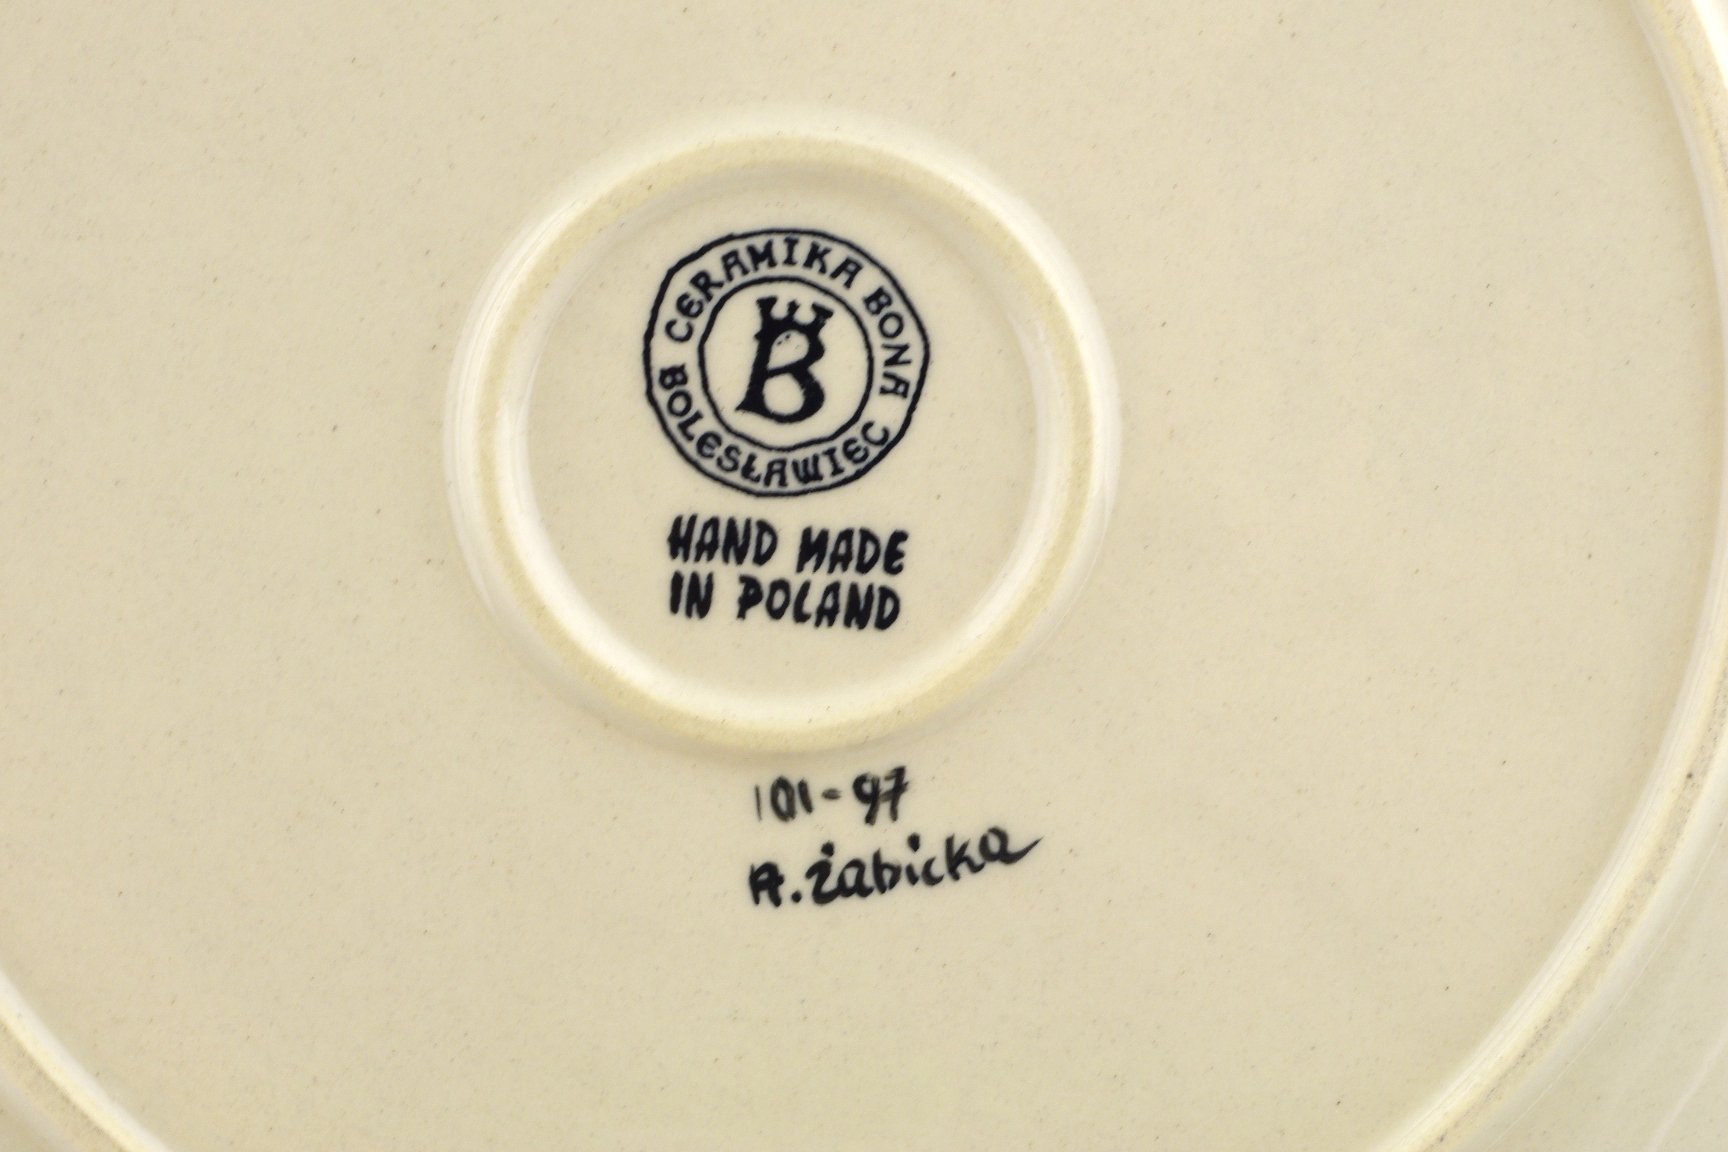 CERAMIKA BONA
BOLESŁAWIEC
B
HAND MADE
IN POLAND
101-97
A. Żabicka